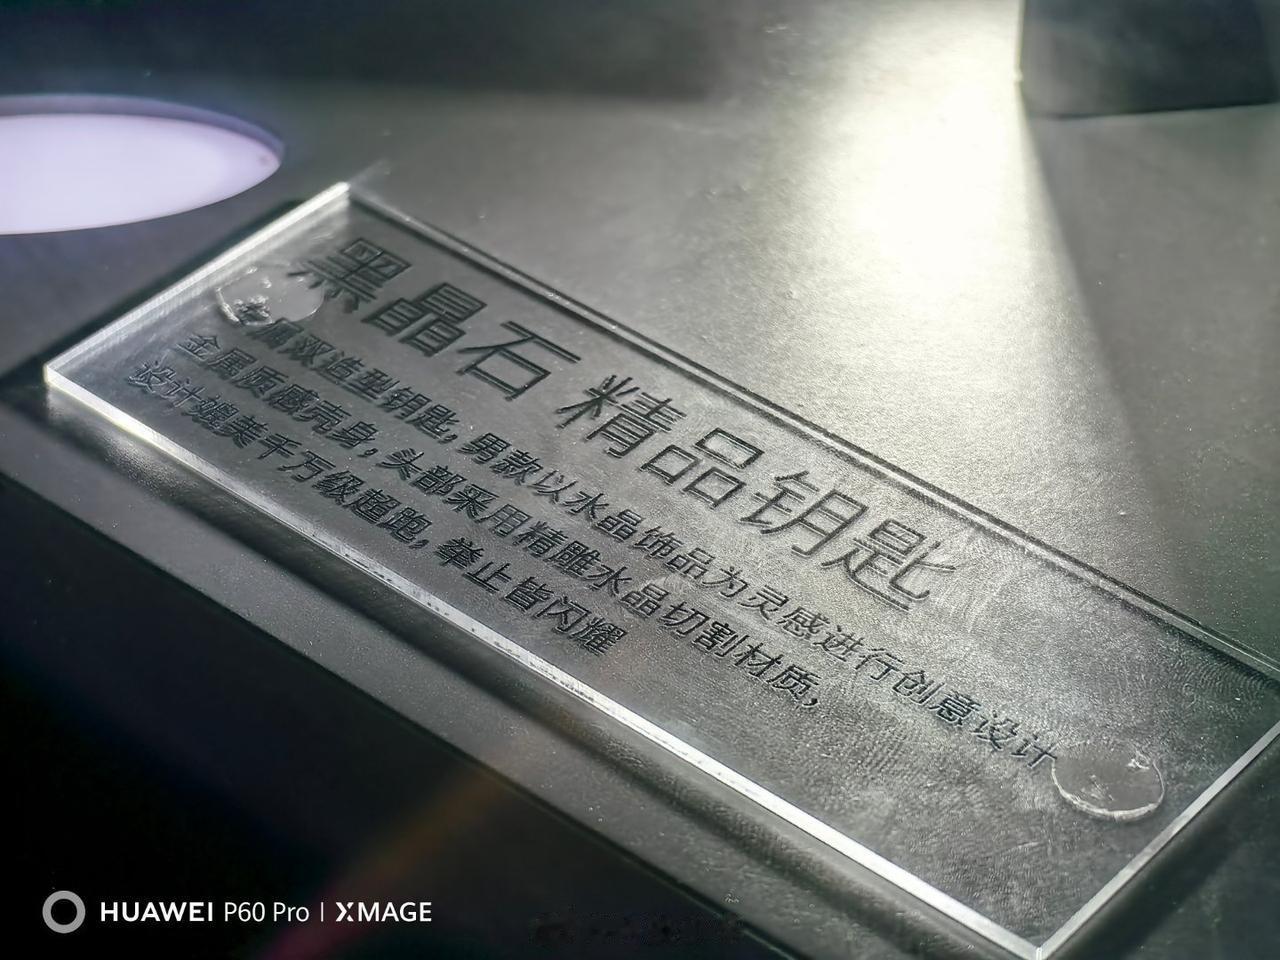 黑晶石 精品钥匙
专属双造型钥匙,男款以水晶饰品为灵感进行创意设计
金属质感壳身,头部采用精雕水晶切割材质,
设计媲美千万级超跑,举止皆闪耀
HUAWEI P60 Pro | XMAGE